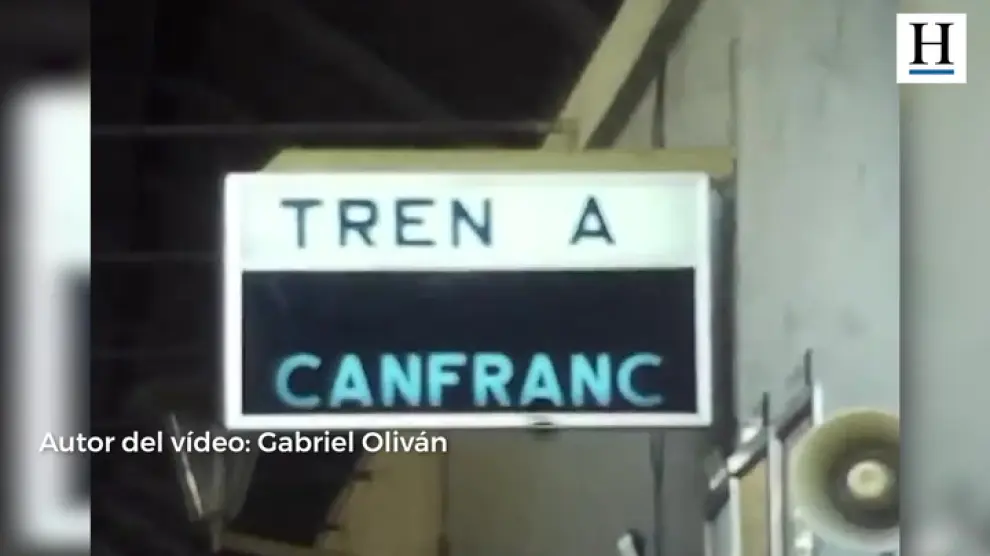 H
TREN A
CANFRANC
Autor del vídeo: Gabriel Oliván